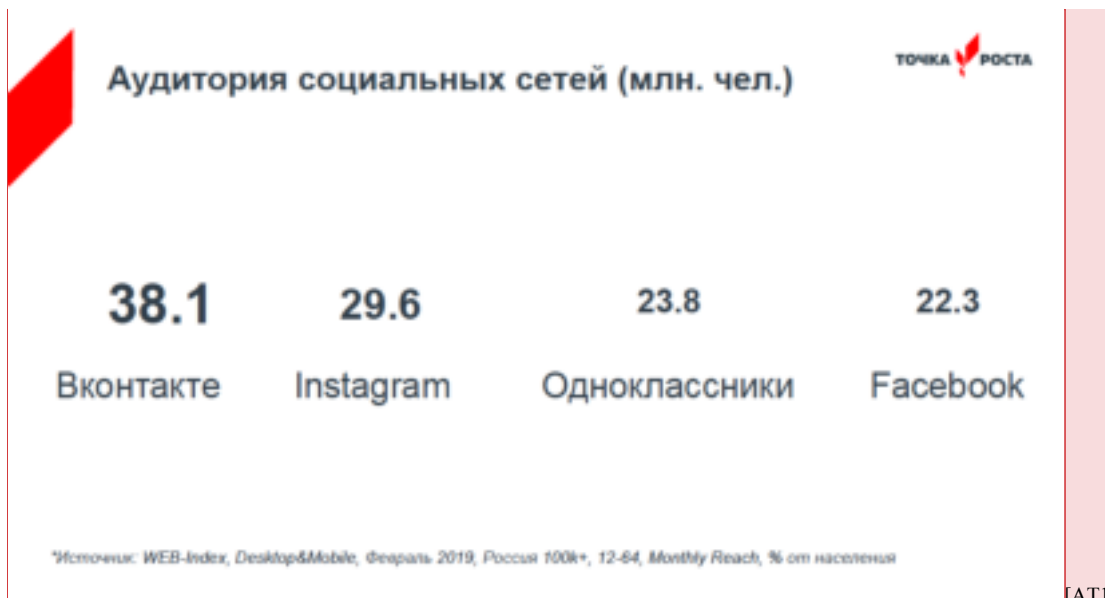 Аудитория социальных сетей (млн. чел.)
ТОЧКА РОСТА
38.1 29.6 23.8 22.3
Вконтакте Instagram Одноклассники Facebook
*Источник: WEB-Index, Desktop&Mobile, Февраль 2019, Россия 100k+, 12-64, Monthly Reach, % от населения